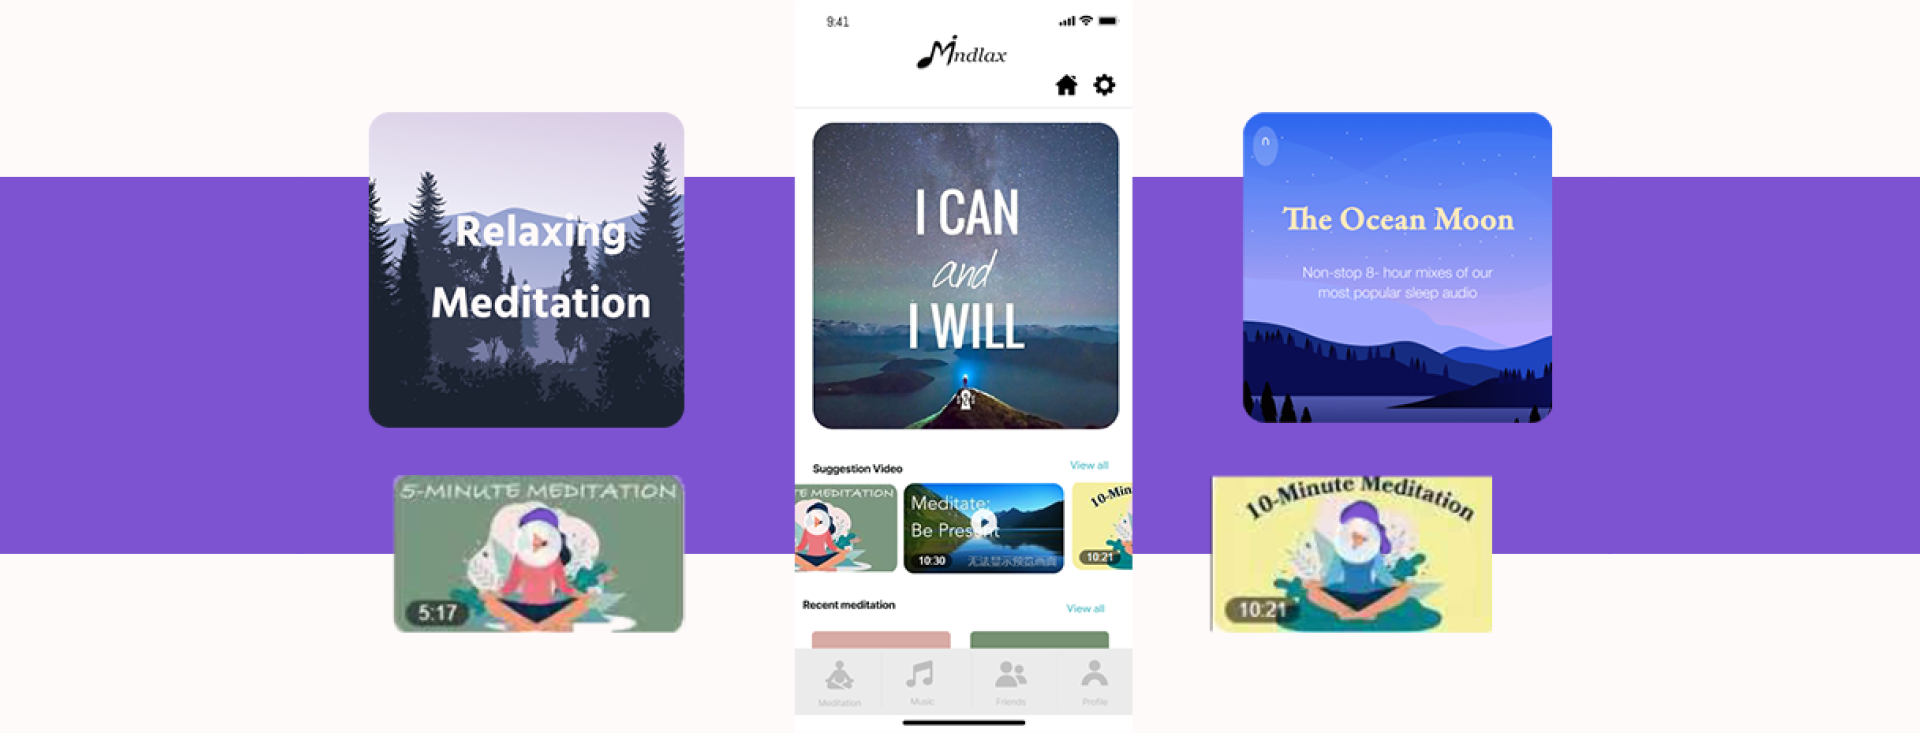 9:41
Mindlax
Relaxing
Meditation
5-MINUTE MEDITATION
5:17
I CAN
and
I WILL
Suggestion Video
View all
TE MEDITATION
Meditate:
Be Present
10:30
无法显示预览画面
10-Min
10:21
Recent meditation
View all
Meditation
Music
Friends
Profile
The Ocean Moon
Non-stop 8- hour mixes of our
most popular sleep audio
10-Minute Meditation
10:21